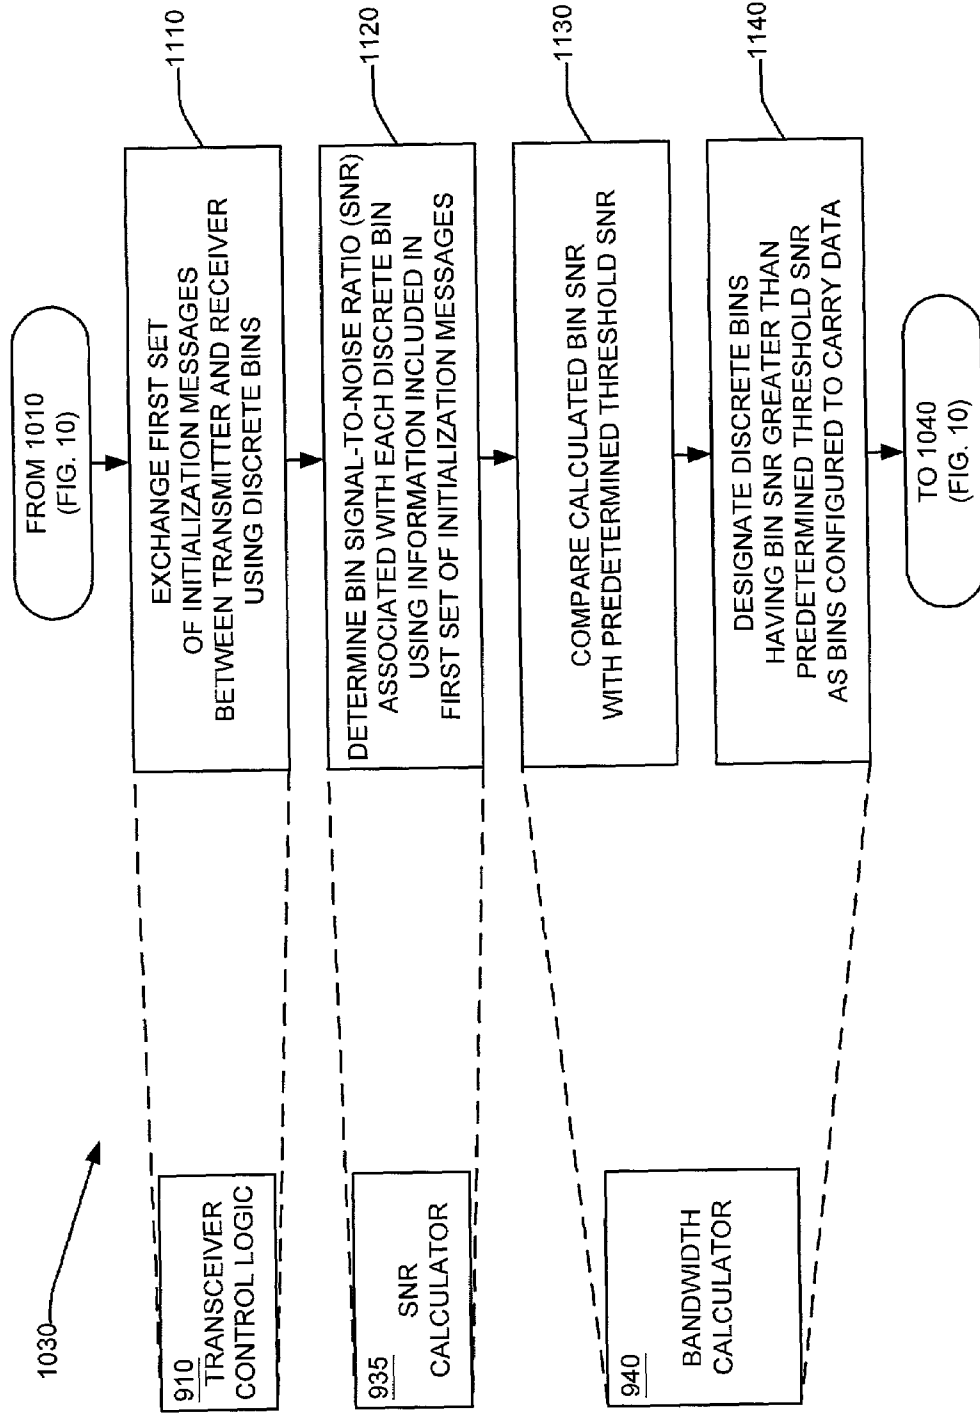 1030
FROM 1010
(FIG. 10)
910
TRANSCEIVER
CONTROL LOGIC
EXCHANGE FIRST SET
OF INITIALIZATION MESSAGES
BETWEEN TRANSMITTER AND RECEIVER
USING DISCRETE BINS
1110
935
SNR
CALCULATOR
DETERMINE BIN SIGNAL-TO-NOISE RATIO (SNR)
ASSOCIATED WITH EACH DISCRETE BIN
USING INFORMATION INCLUDED IN
FIRST SET OF INITIALIZATION MESSAGES
1120
940
BANDWIDTH
CALCULATOR
COMPARE CALCULATED BIN SNR
WITH PREDETERMINED THRESHOLD SNR
1130
DESIGNATE DISCRETE BINS
HAVING BIN SNR GREATER THAN
PREDETERMINED THRESHOLD SNR
AS BINS CONFIGURED TO CARRY DATA
1140
TO 1040
(FIG. 10)